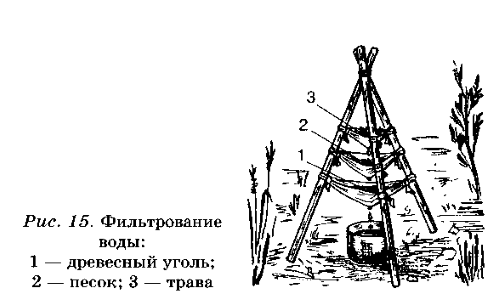 3
2
1
Рис. 15. Фильтрование
воды:
1 — древесный уголь;
2 — песок; 3 — трава